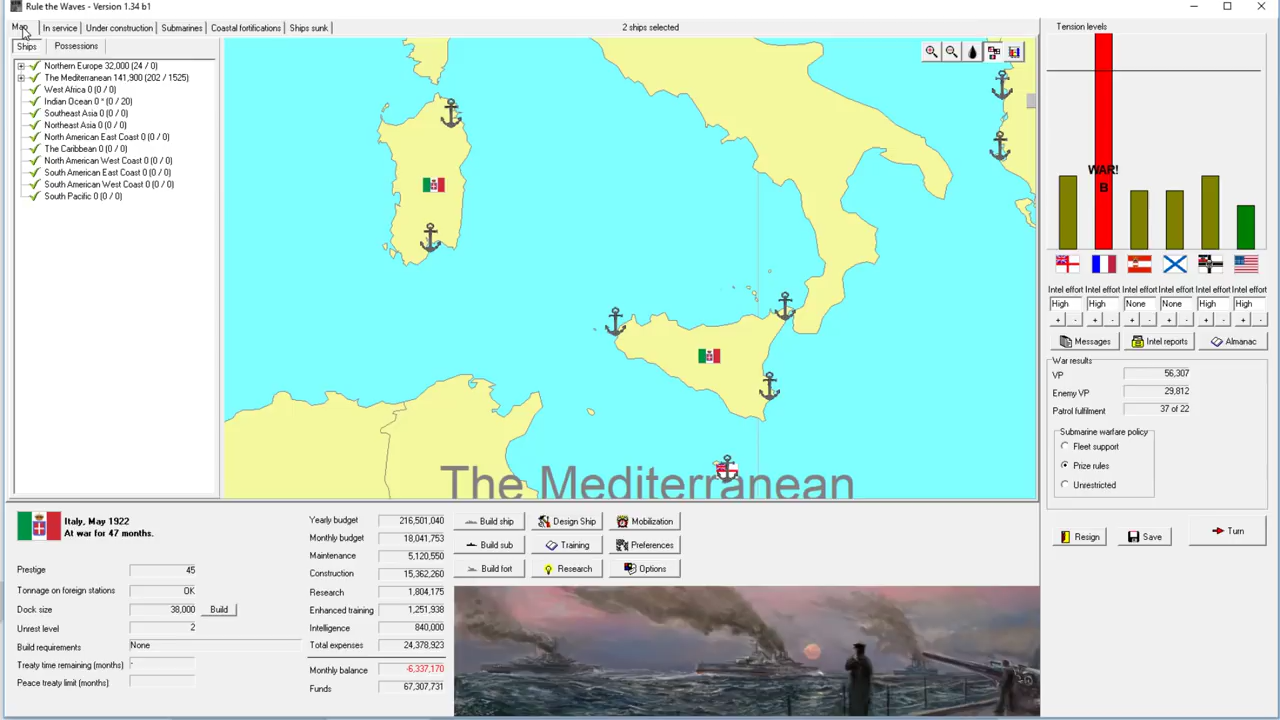 Rule the Waves - Version 1.34 b1
Map
In service
Under construction
Submarines
Coastal fortifications
Ships sunk
2 ships selected
Ships
Possessions
Northern Europe 32,000 (24 / 0)
The Mediterranean 141,900 (202 / 1525)
West Africa 0 (0 / 0)
Indian Ocean 0 * (0 / 20)
Southeast Asia 0 (0 / 0)
Northeast Asia 0 (0 / 0)
North American East Coast 0 (0 / 0)
The Caribbean 0 (0 / 0)
North American West Coast 0 (0 / 0)
South American East Coast 0 (0 / 0)
South American West Coast 0 (0 / 0)
South Pacific 0 (0 / 0)
The Mediterranean
Tension levels
WAR!
B
Intel effort Intel effort Intel effort Intel effort Intel effort Intel effort
High High None None High High
+ - + - + - + - + - + -
Messages
Intel reports
Almanac
War results
VP 56,307
Enemy VP 29,812
Patrol fulfilment 37 of 22
Submarine warfare policy
Fleet support
Prize rules
Unrestricted
Resign
Save
Turn
Italy, May 1922
At war for 47 months.
Prestige 45
Tonnage on foreign stations OK
Dock size 38,000 Build
Unrest level 2
Build requirements None
Treaty time remaining (months) -
Peace treaty limit (months)
Yearly budget 216,501,040
Monthly budget 18,041,753
Maintenance 5,120,550
Construction 15,362,260
Research 1,804,175
Enhanced training 1,251,938
Intelligence 840,000
Total expenses 24,378,923
Monthly balance -6,337,170
Funds 67,307,731
Build ship
Design Ship
Mobilization
Build sub
Training
Preferences
Build fort
Research
Options